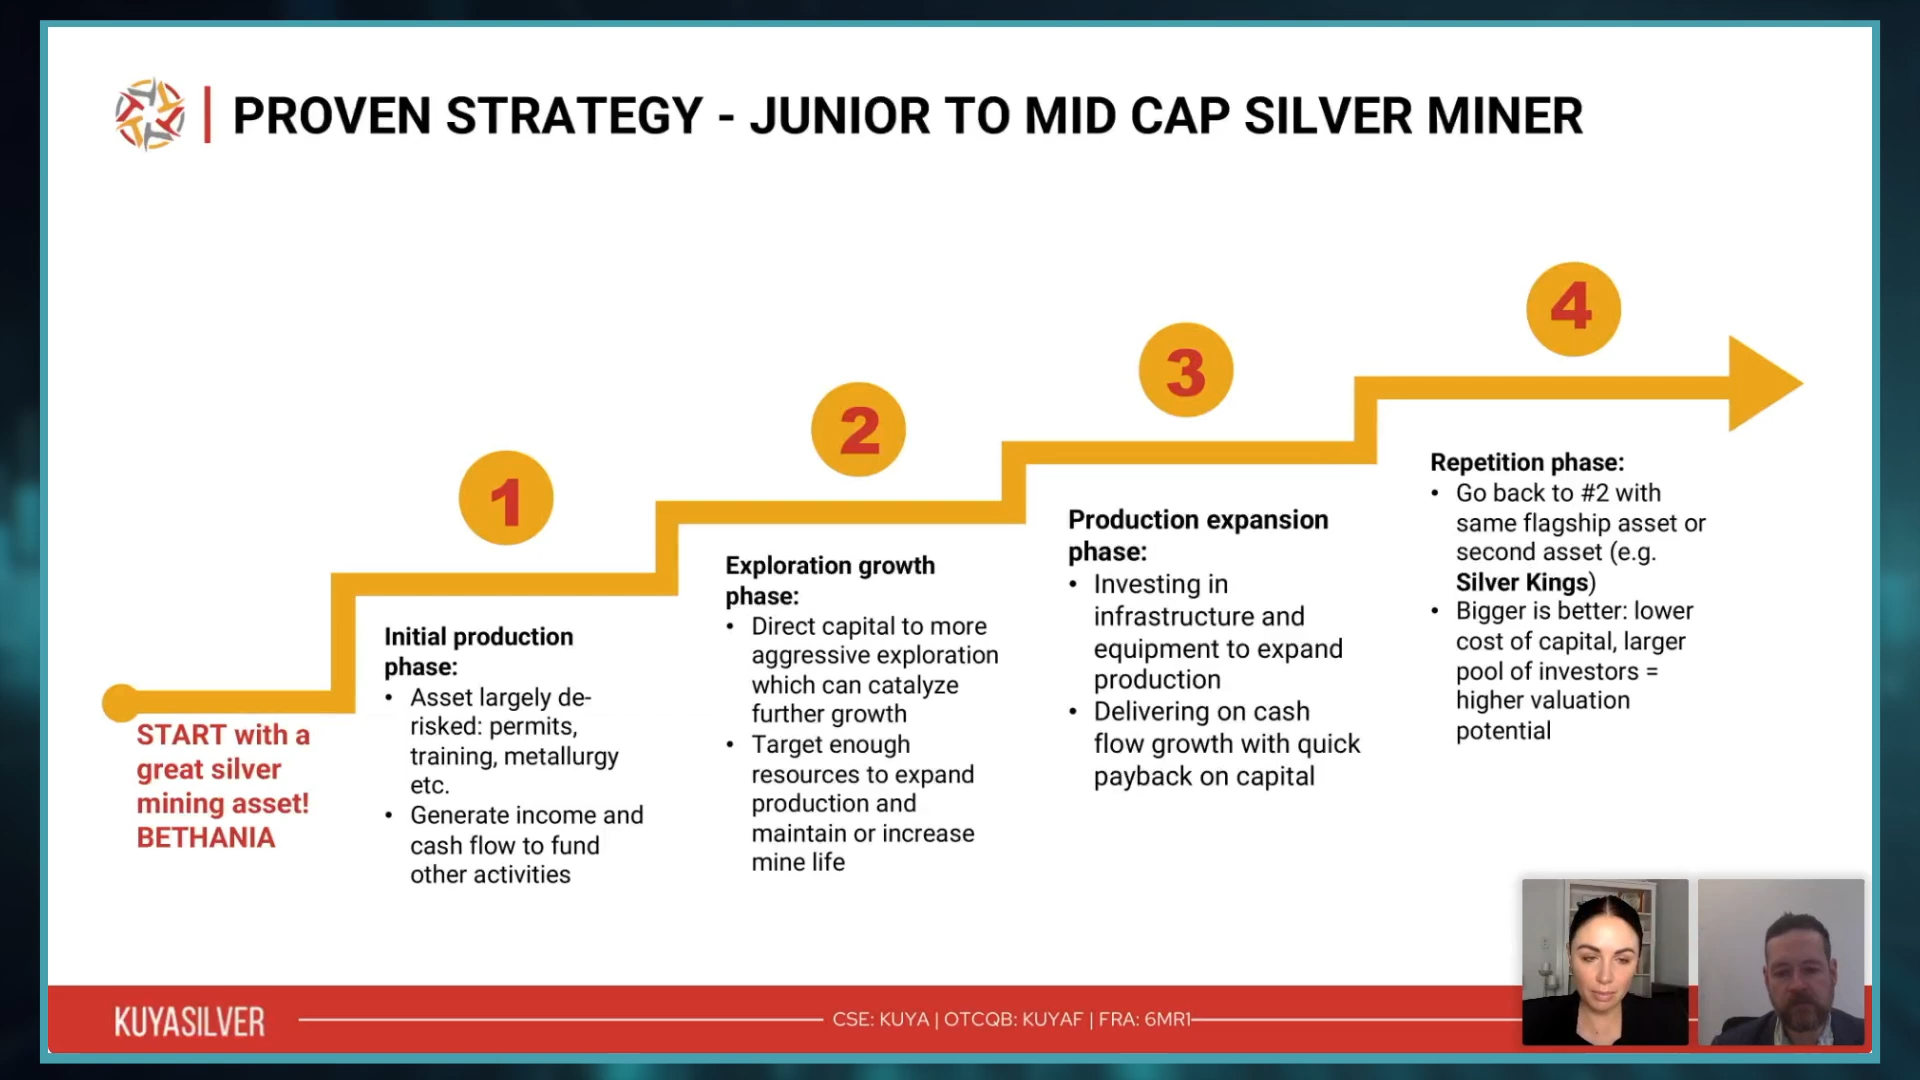 PROVEN STRATEGY - JUNIOR TO MID CAP SILVER MINER
START with a
great silver
mining asset!
BETHANIA
1
Initial production
phase:
• Asset largely de-
risked: permits,
training, metallurgy
etc.
• Generate income and
cash flow to fund
other activities
2
Exploration growth
phase:
• Direct capital to more
aggressive exploration
which can catalyze
further growth
• Target enough
resources to expand
production and
maintain or increase
mine life
3
Production expansion
phase:
• Investing in
infrastructure and
equipment to expand
production
• Delivering on cash
flow growth with quick
payback on capital
4
Repetition phase:
• Go back to #2 with
same flagship asset or
second asset (e.g.
Silver Kings)
• Bigger is better: lower
cost of capital, larger
pool of investors =
higher valuation
potential
KUYASILVER
CSE: KUYA | OTCQB: KUYAF | FRA: 6MR1